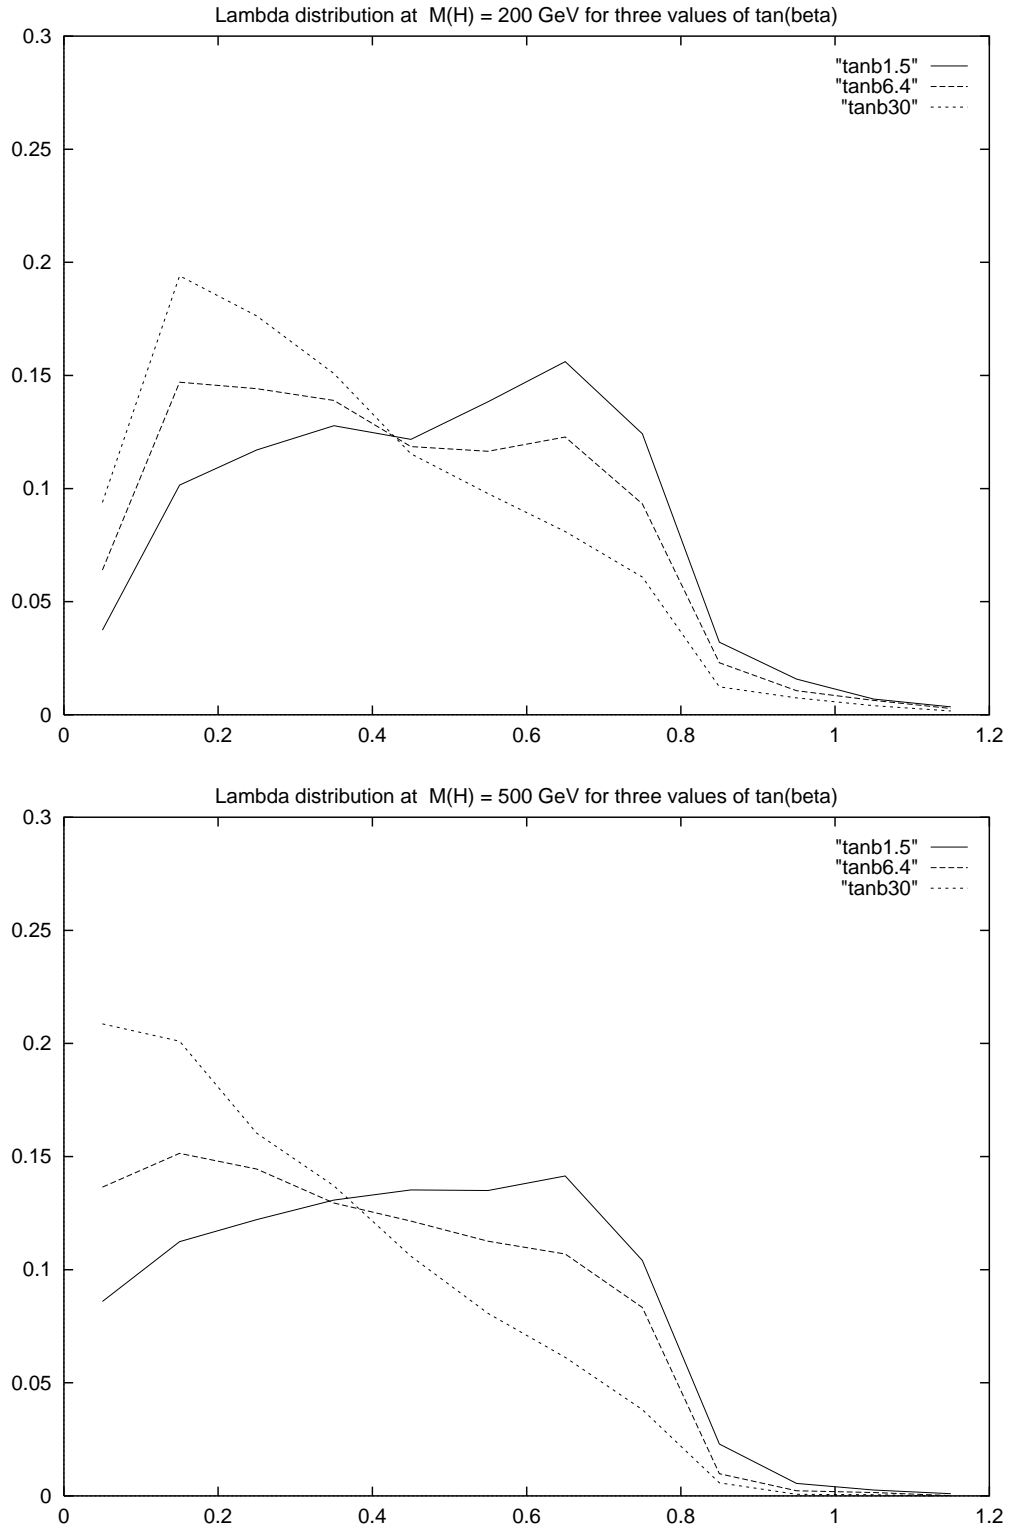 Lambda distribution at  M(H) = 200 GeV for three values of tan(beta)
0.3
"tanb1.5"
"tanb6.4"
"tanb30"
0.25
0.2
0.15
0.1
0.05
0
0 0.2 0.4 0.6 0.8 1 1.2
Lambda distribution at  M(H) = 500 GeV for three values of tan(beta)
0.3
"tanb1.5"
"tanb6.4"
"tanb30"
0.25
0.2
0.15
0.1
0.05
0
0 0.2 0.4 0.6 0.8 1 1.2